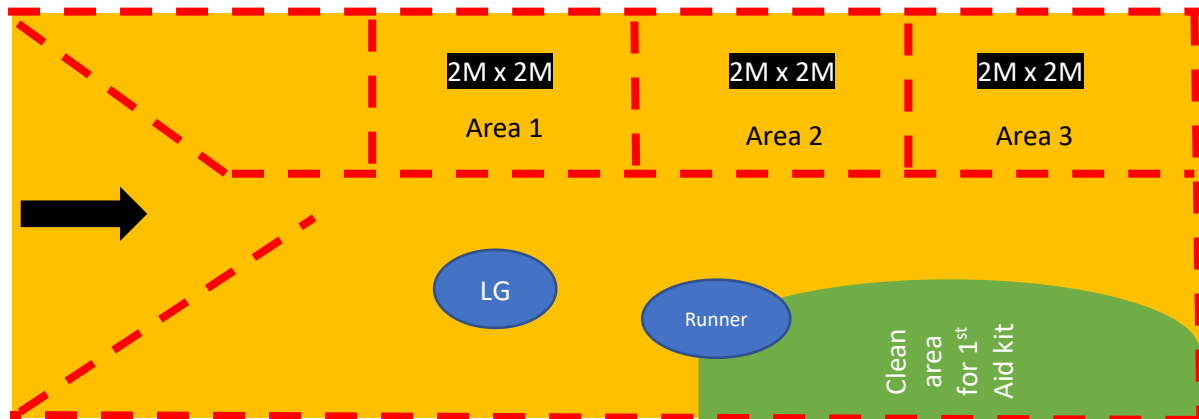 2M x 2M
Area 1
2M x 2M
Area 2
2M x 2M
Area 3
LG
Runner
Clean
area
for 1st
Aid kit